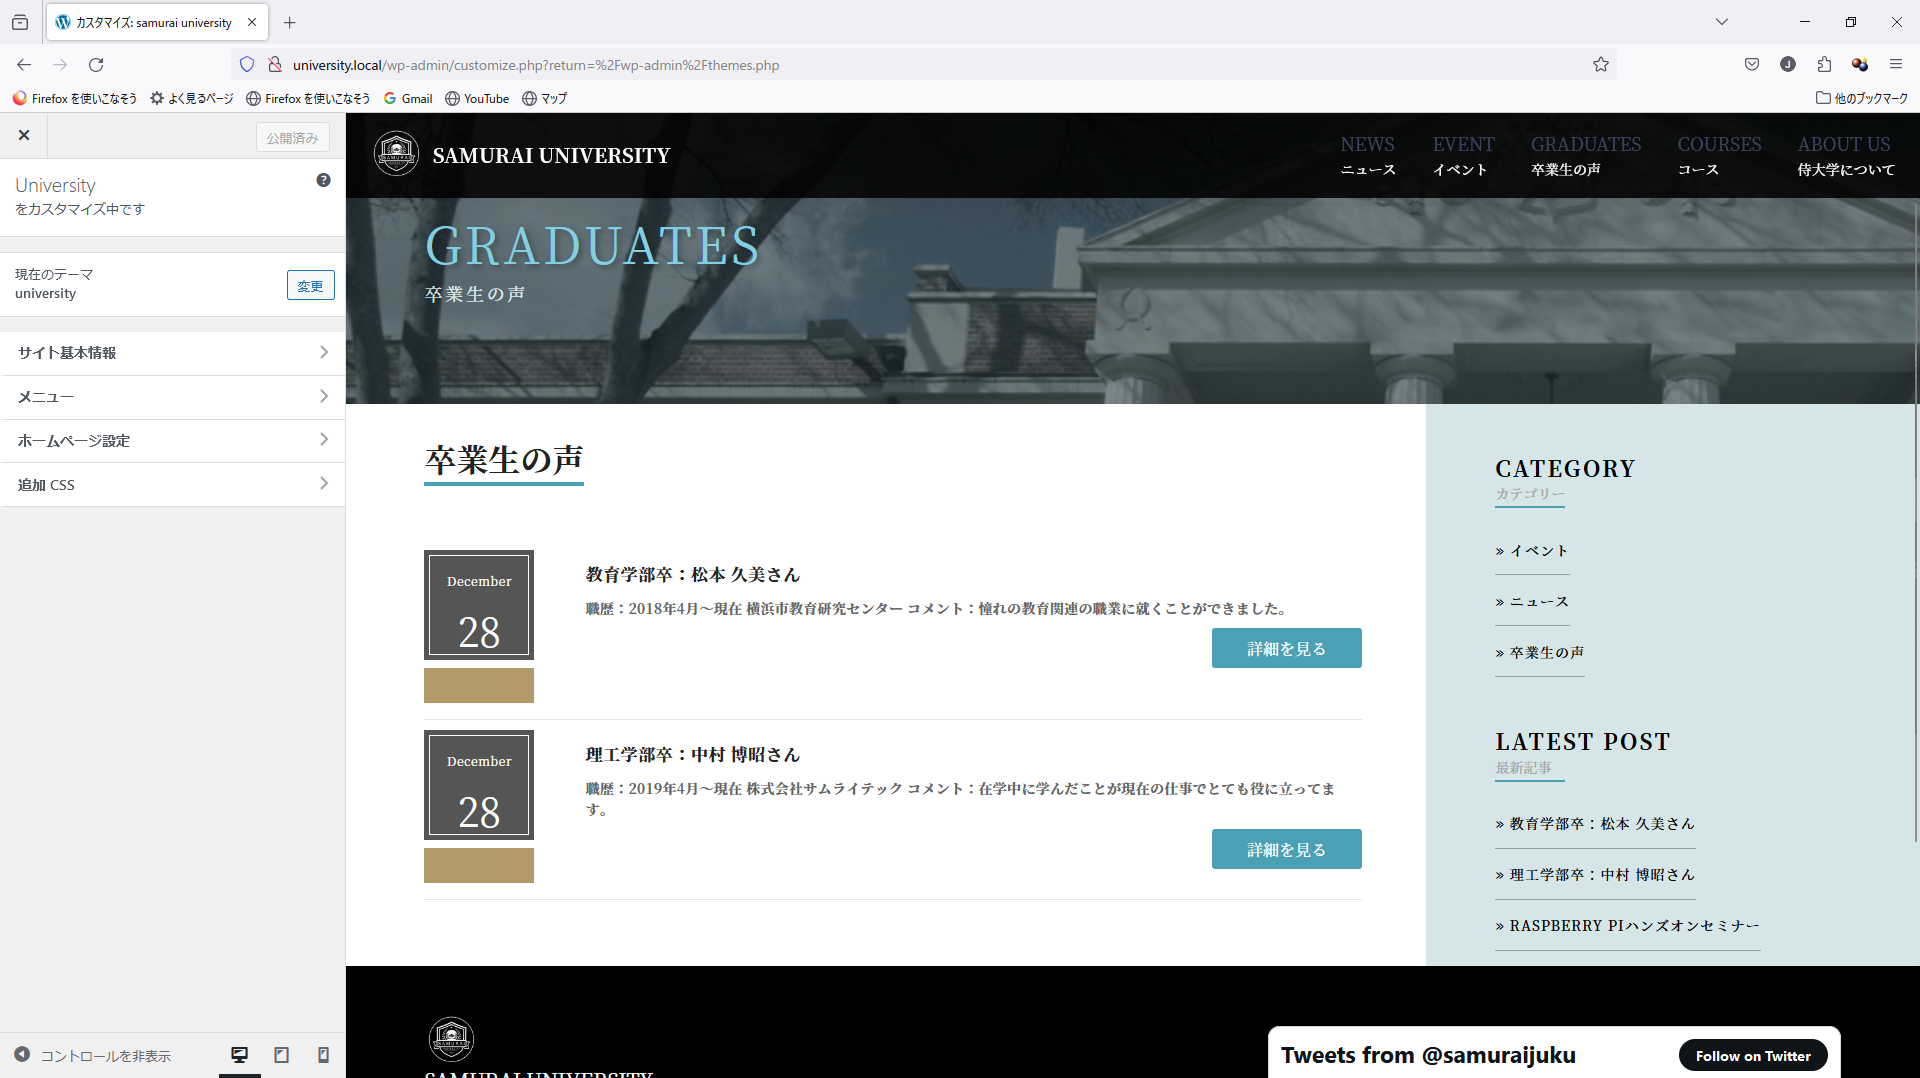 カスタマイズ: samurai university
university.local/wp-admin/customize.php?return=%2Fwp-admin%2Fthemes.php
J
Firefox を使いこなそう
よく見るページ
Firefox を使いこなそう
Gmail
YouTube
マップ
他のブックマーク
公開済み
University
をカスタマイズ中です
現在のテーマ
university
変更
サイト基本情報
メニュー
ホームページ設定
追加 CSS
コントロールを非表示
SAMURAI UNIVERSITY
NEWS
ニュース
EVENT
イベント
GRADUATES
卒業生の声
COURSES
コース
ABOUT US
侍大学について
GRADUATES
卒業生の声
卒業生の声
December
28
教育学部卒：松本 久美さん
職歴：2018年4月～現在 横浜市教育研究センター コメント：憧れの教育関連の職業に就くことができました。
詳細を見る
December
28
理工学部卒：中村 博昭さん
職歴：2019年4月～現在 株式会社サムライテック コメント：在学中に学んだことが現在の仕事でとても役に立ってま
す。
詳細を見る
CATEGORY
カテゴリー
» イベント
» ニュース
» 卒業生の声
LATEST POST
最新記事
» 教育学部卒：松本 久美さん
» 理工学部卒：中村 博昭さん
» RASPBERRY PIハンズオンセミナー
SAMURAI UNIVERSITY
Tweets from @samuraijuku
Follow on Twitter